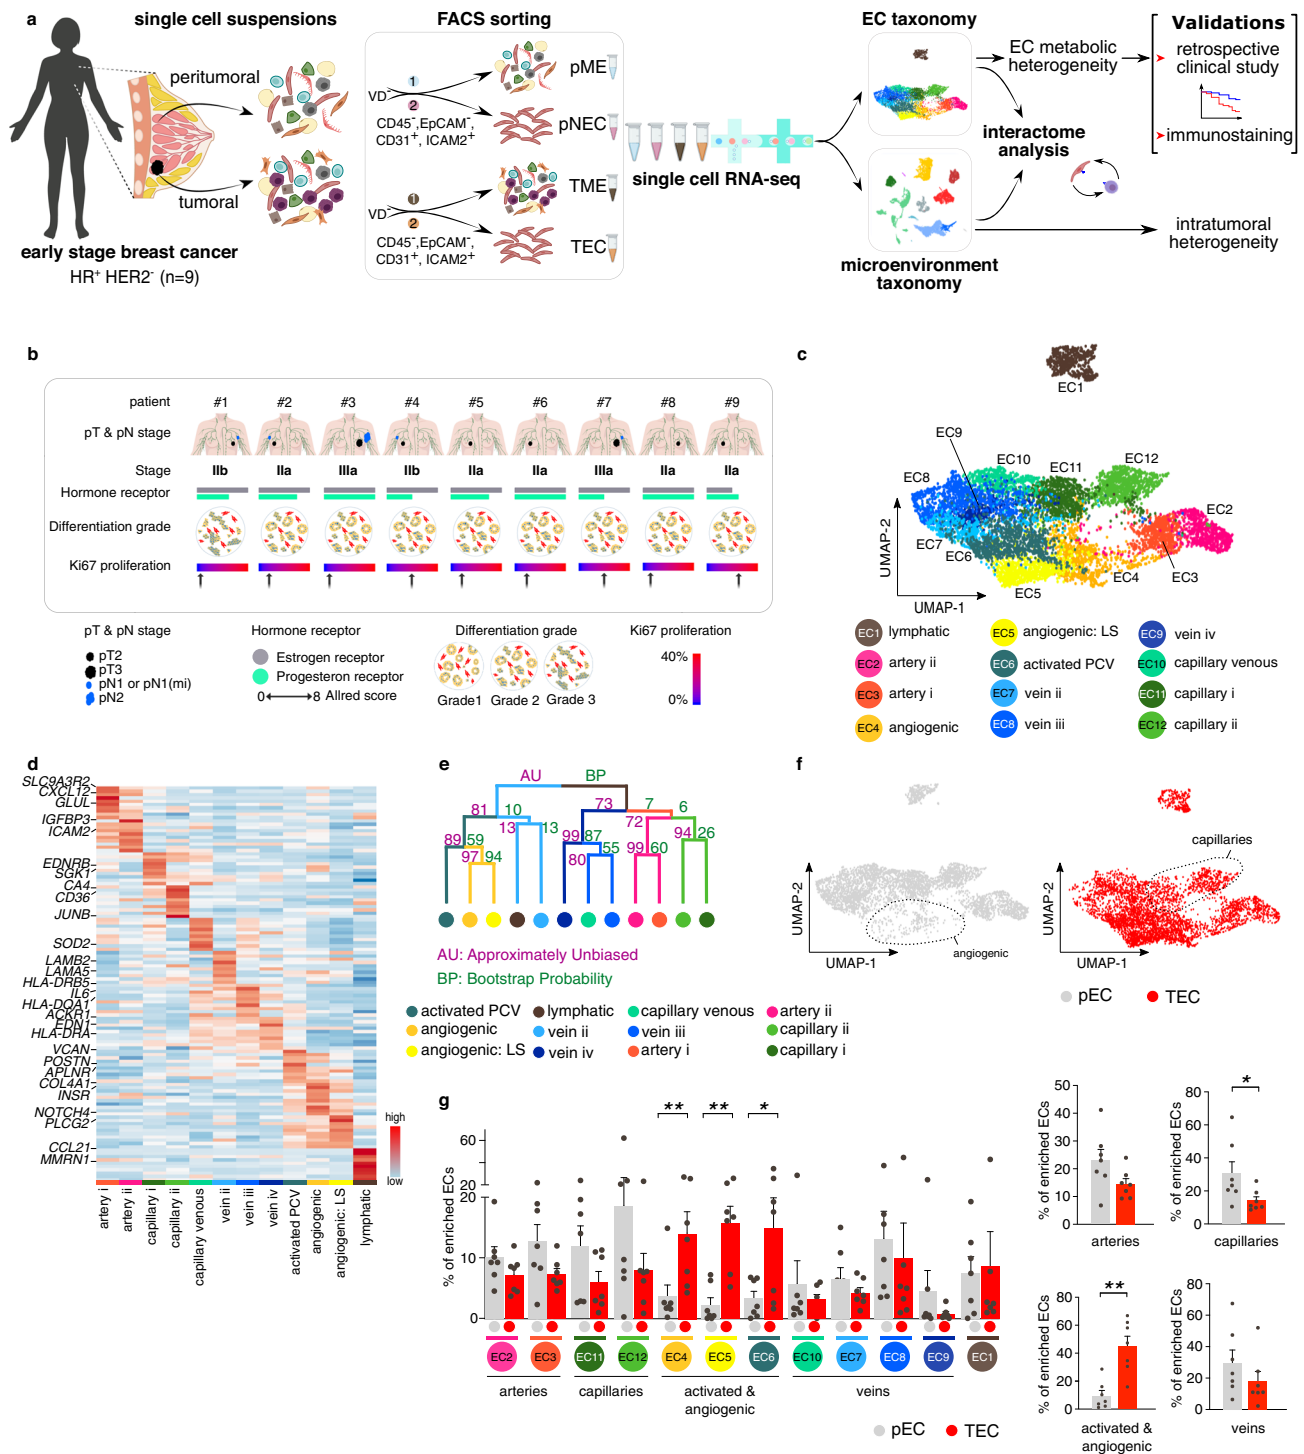 a
single cell suspensions
FACS sorting
EC taxonomy
Validations
peritumoral
tumoral
early stage breast cancer
HR+ HER2- (n=9)
VD-
1
2
CD45-,EpCAM-,
CD31+, ICAM2+
pME
pNEC
VD-
1
2
CD45-,EpCAM-,
CD31+, ICAM2+
TME
TEC
single cell RNA-seq
EC metabolic
heterogeneity
interactome
analysis
microenvironment
taxonomy
retrospective
clinical study
immunostaining
intratumoral
heterogeneity
b
patient #1 #2 #3 #4 #5 #6 #7 #8 #9
pT & pN stage
Stage IIb IIa IIIa IIb IIa IIa IIIa IIa IIa
Hormone receptor
Differentiation grade
Ki67 proliferation
pT & pN stage
pT2
pT3
pN1 or pN1(mi)
pN2
Hormone receptor
Estrogen receptor
Progesteron receptor
0 8 Allred score
Differentiation grade
Grade1 Grade 2 Grade 3
Ki67 proliferation
40%
0%
c
EC1
EC9
EC10
EC11
EC12
EC8
EC2
EC7
EC6
EC5
EC4
EC3
UMAP-2
UMAP-1
EC1 lymphatic
EC2 artery ii
EC3 artery i
EC4 angiogenic
EC5 angiogenic: LS
EC6 activated PCV
EC7 vein ii
EC8 vein iii
EC9 vein iv
EC10 capillary venous
EC11 capillary i
EC12 capillary ii
d
SLC9A3R2
CXCL12
GLUL
IGFBP3
ICAM2
EDNRB
SGK1
CA4
CD36
JUNB
SOD2
LAMB2
LAMA5
HLA-DRB5
IL6
HLA-DQA1
ACKR1
EDN1
HLA-DRA
VCAN
POSTN
APLNR
COL4A1
INSR
NOTCH4
PLCG2
CCL21
MMRN1
high
low
artery i
artery ii
capillary i
capillary ii
capillary venous
vein ii
vein iii
vein iv
activated PCV
angiogenic
angiogenic: LS
lymphatic
e
AU BP
81 10 73 7 6
13 13 72
89 59 99 87 94 26
97 94 80 55 99 60
AU: Approximately Unbiased
BP: Bootstrap Probability
activated PCV
angiogenic
angiogenic: LS
lymphatic
vein ii
vein iv
capillary venous
vein iii
artery i
artery ii
capillary ii
capillary i
f
UMAP-2
UMAP-1
angiogenic
capillaries
UMAP-2
UMAP-1
pEC TEC
g
% of enriched ECs
60
20
20
10
0
**
**
*
EC2 EC3 EC11 EC12 EC4 EC5 EC6 EC10 EC7 EC8 EC9 EC1
arteries
capillaries
activated &
angiogenic
veins
pEC TEC
% of enriched ECs
50
40
30
20
10
0
arteries
% of enriched ECs
80
60
40
20
0
*
capillaries
% of enriched ECs
80
60
40
20
0
**
activated &
angiogenic
% of enriched ECs
80
60
40
20
0
veins